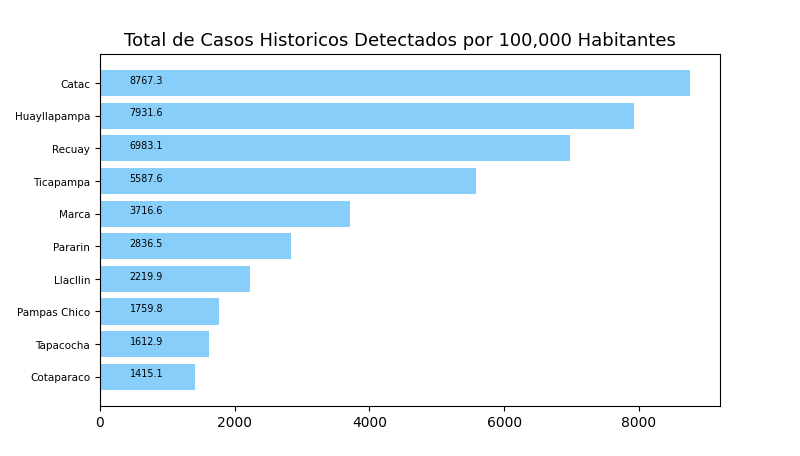 Total de Casos Historicos Detectados por 100,000 Habitantes
Catac 8767.3
Huayllapampa 7931.6
Recuay 6983.1
Ticapampa 5587.6
Marca 3716.6
Pararin 2836.5
Llacllin 2219.9
Pampas Chico 1759.8
Tapacocha 1612.9
Cotaparaco 1415.1
0 2000 4000 6000 8000